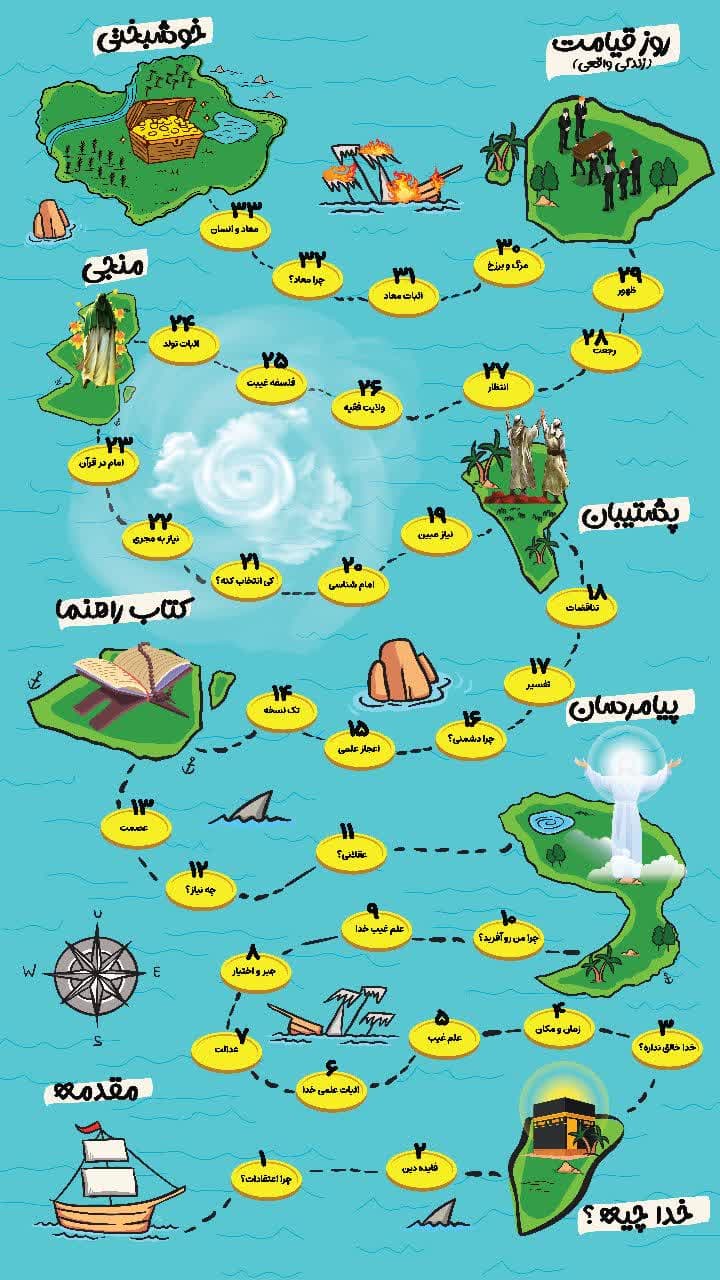 خوشبختی
روز قیامت
(زندگی واقعی)
۳۳
معاد و انسان
۳۲
چرا معاد؟
۳۱
اثبات معاد
۳۰
مرگ و برزخ
۲۹
ظهور
۲۸
رجعت
۲۷
انتظار
۲۶
ولایت فقیه
۲۵
فلسفه غیبت
۲۴
اثبات تولد
منجی
۲۳
امام در قرآن
۲۲
نیاز به مجری
۲۱
کی انتخاب کنه؟
۲۰
امام شناسی
۱۹
نیاز مبین
پشتیبان
۱۸
تناقضات
۱۷
تفسیر
۱۶
چرا دشمنی؟
۱۵
اعجاز علمی
۱۴
تک نسخه
کتاب راهنما
۱۳
عصمت
۱۲
چه نیاز؟
۱۱
عقلانی؟
پیامرسان
۱۰
چرا من رو آفرید؟
۹
علم غیب خدا
۸
جبر و اختیار
۷
عدالت
۶
اثبات علمی خدا
۵
علم غیب
۴
زمان و مکان
۳
خدا خالق نداره؟
N
W
E
S
خدا چیه؟
۲
فایده دین
۱
چرا اعتقادات؟
مقدمه